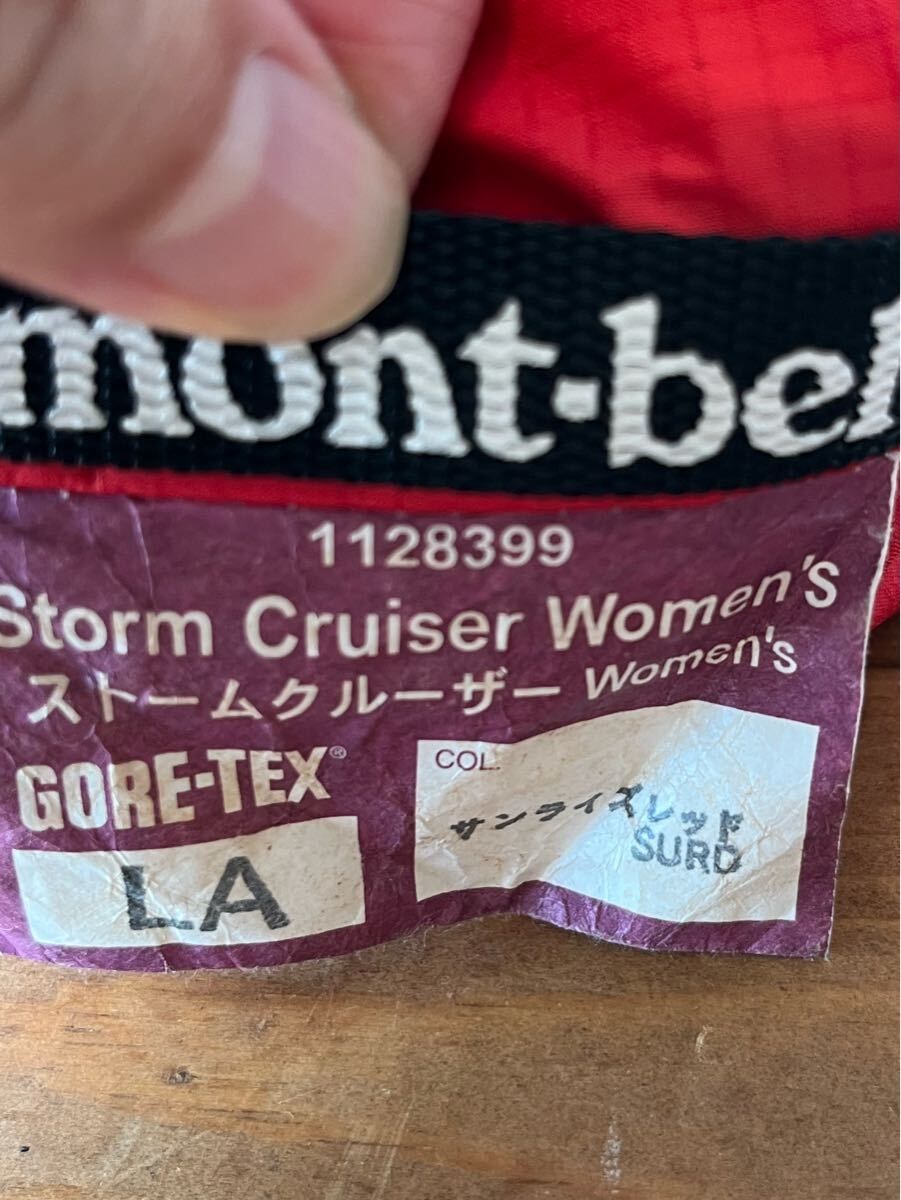 mont-bel
1128399
Storm Cruiser Women's
ストームクルーザー Women's
GORE-TEX®
LA
COL.
サンライズレッド
SURD